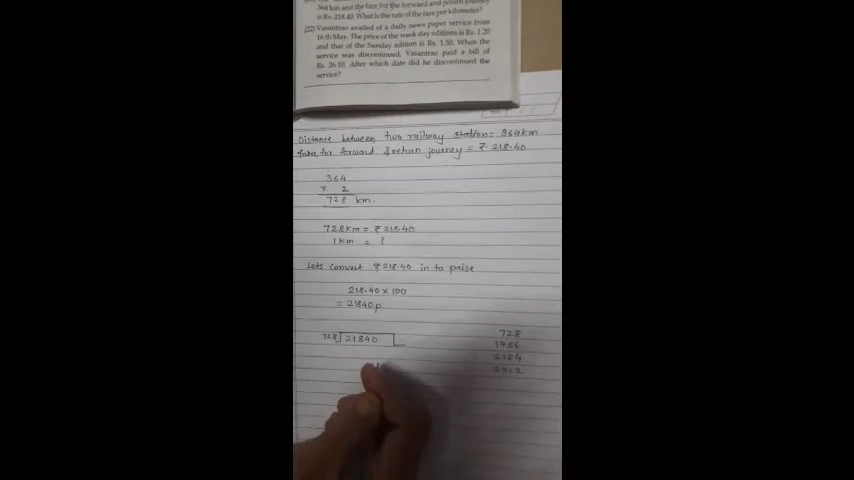 364 km and the fare for the forward and return journey
is Rs. 218.40. What is the rate of the fare per kilometer?
(22) Vasantrao availed of a daily news paper service from
16 th May. The price of the week day editions is Rs. 1.20
and that of the Sunday edition is Rs. 1.50. When the
service was discontinued, Vasantrao paid a bill of
Rs. 26.10. After which date did he discontinued the
service?
Distance between two railway station = 364km
fare for forward & return journey = ₹ 218.40
364
× 2
728 km.
728km = ₹ 218.40
1km = ?
Lets convert ₹ 218.40 in to paise
218.40 × 100
= 21840p
728 21840
728
1456
2184
2912